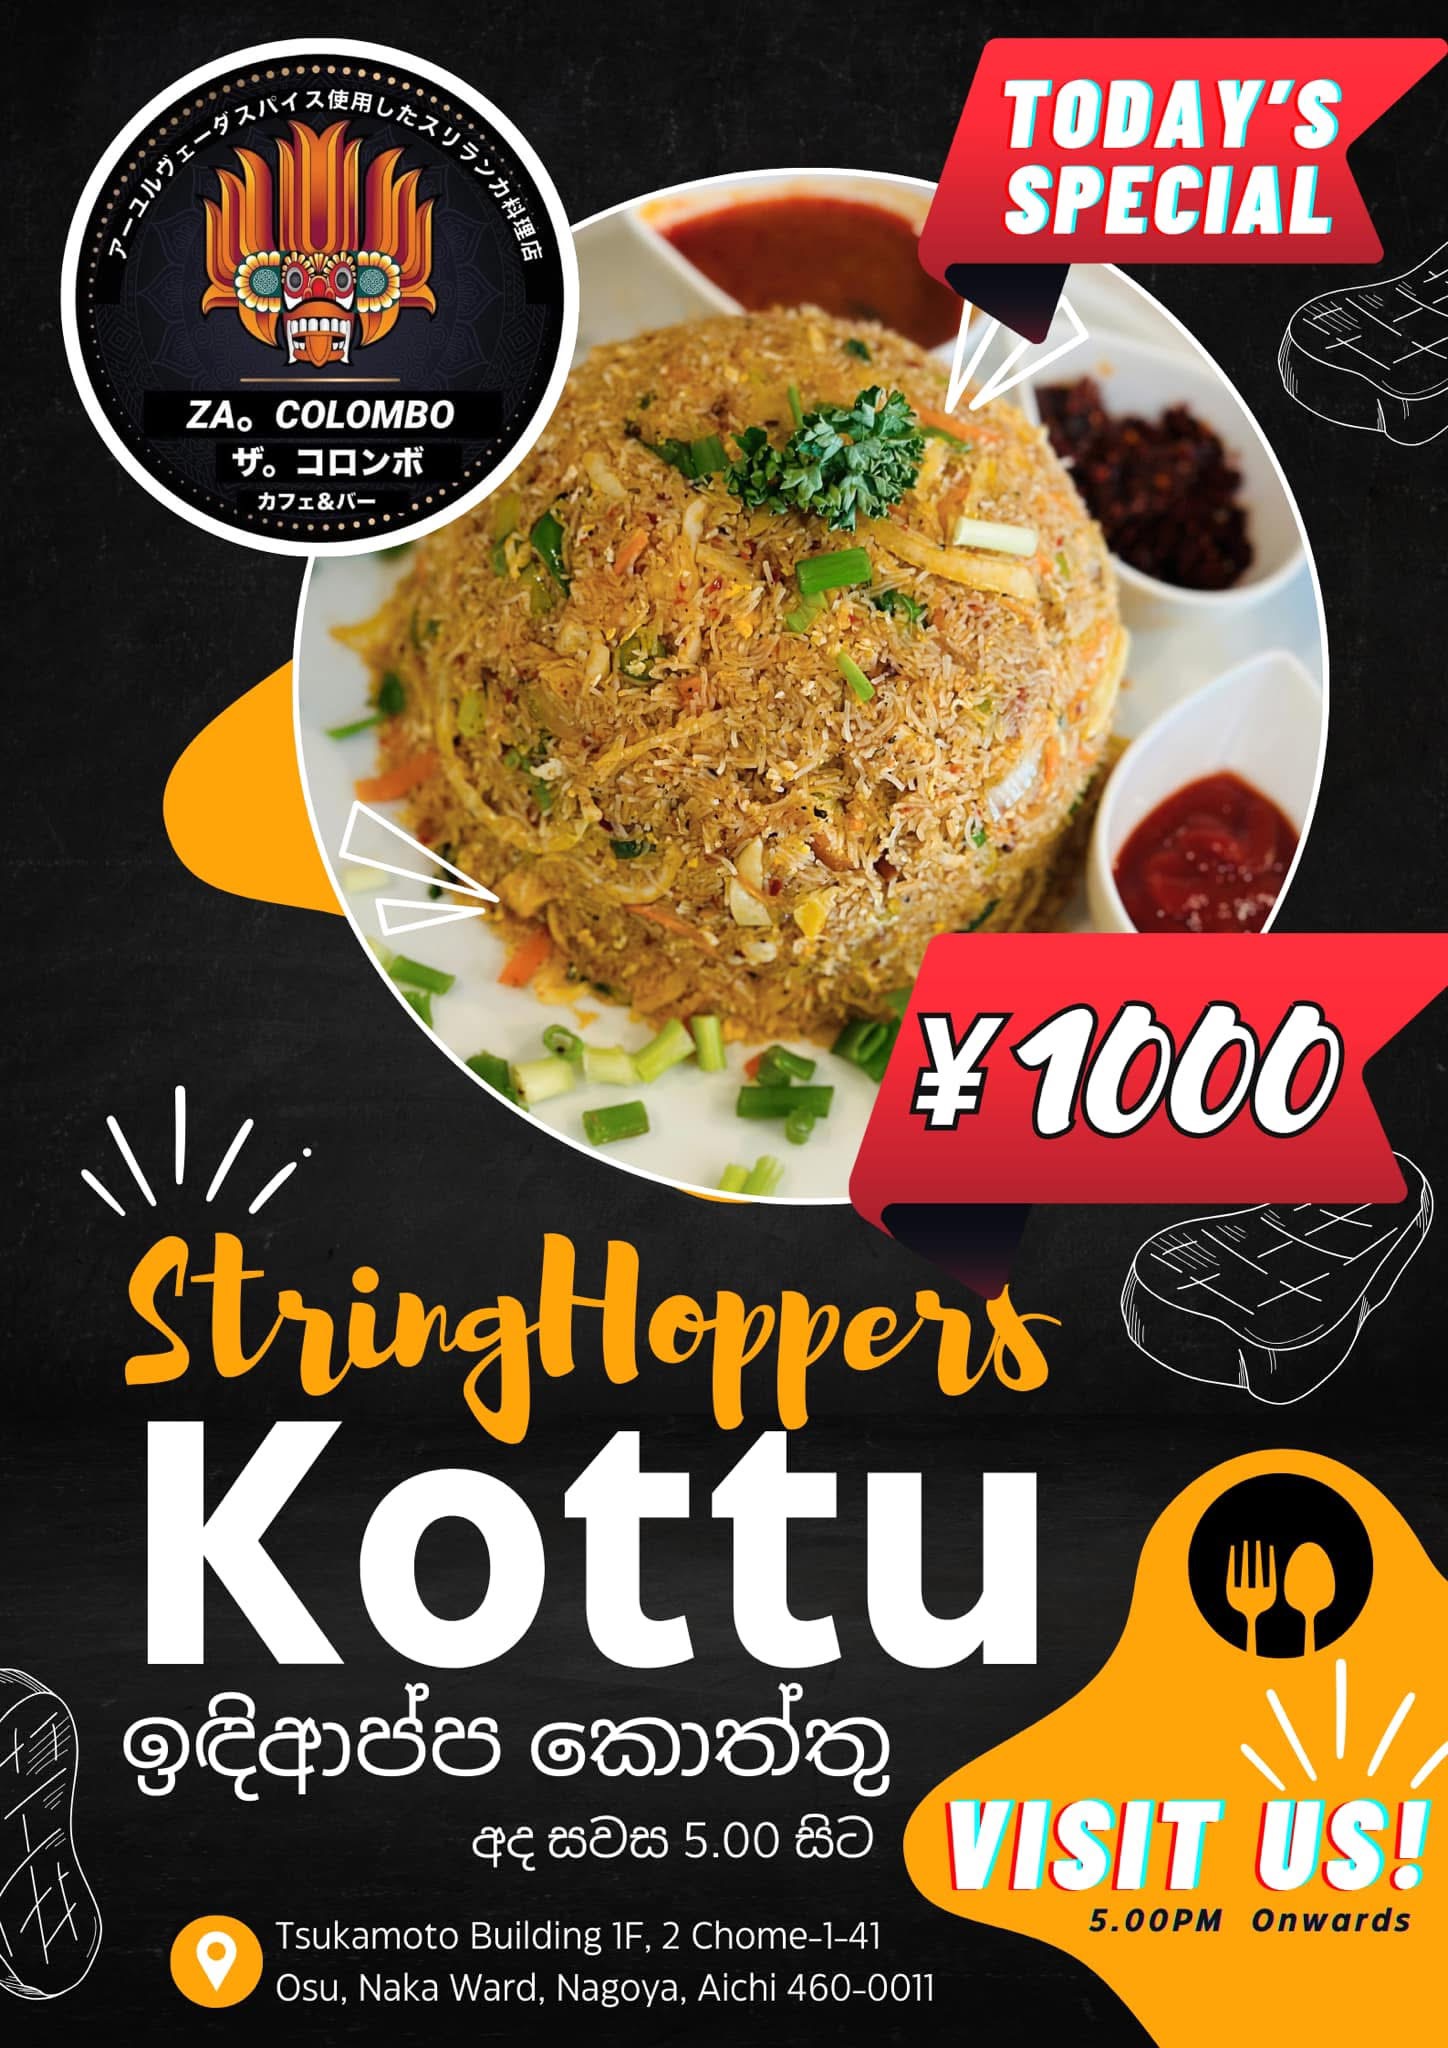 アーユルヴェーダスパイス使用したスリランカ料理店
ZA。 COLOMBO
ザ。コロンボ
カフェ&バー
TODAY'S
SPECIAL
¥1000
StringHoppers
Kottu
ඉඳිආප්ප කොත්තු
අද සවස 5.00 සිට
VISIT US!
5.00PM Onwards
Tsukamoto Building 1F, 2 Chome-1-41
Osu, Naka Ward, Nagoya, Aichi 460-0011